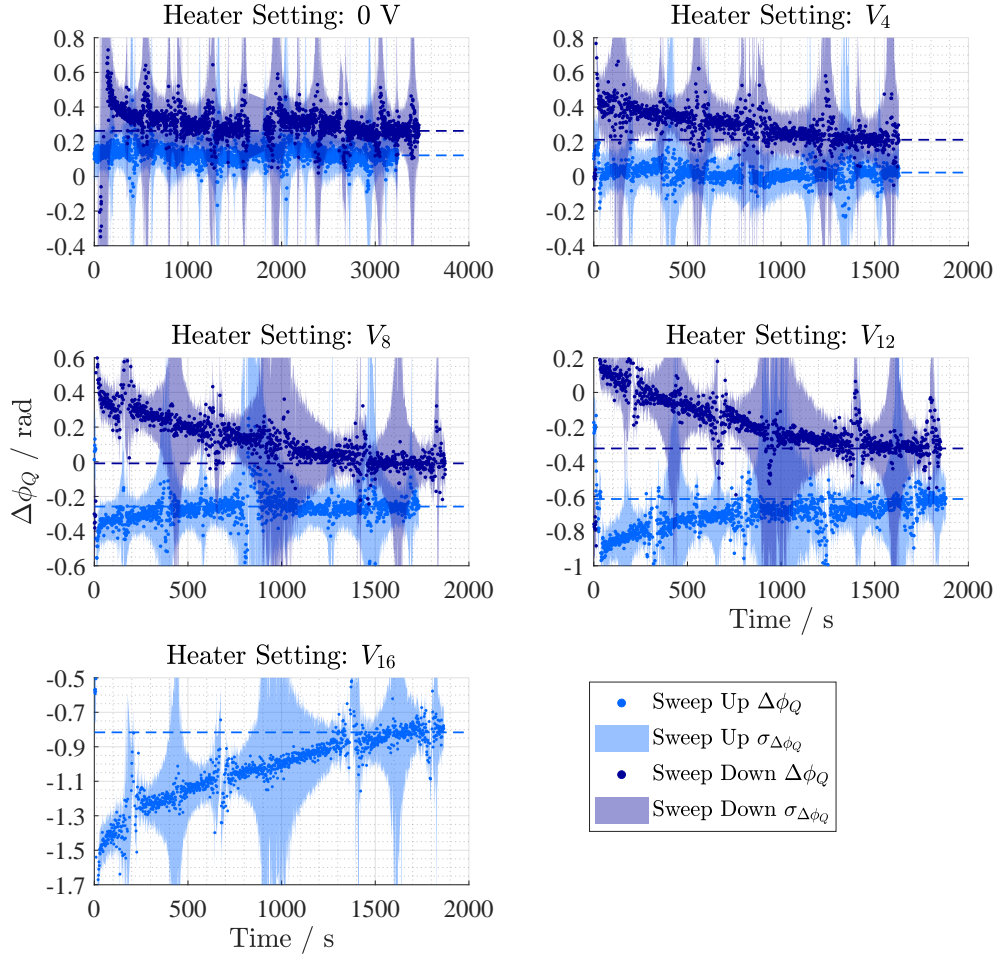 Heater Setting: 0 V
0.8
0.6
0.4
0.2
0
-0.2
-0.4
0 1000 2000 3000 4000
Heater Setting: V4
0.8
0.6
0.4
0.2
0
-0.2
-0.4
0 500 1000 1500 2000
Heater Setting: V8
0.6
0.4
0.2
0
-0.2
-0.4
-0.6
0 500 1000 1500 2000
Δϕ_Q / rad
Heater Setting: V12
0.2
0
-0.2
-0.4
-0.6
-0.8
-1
0 500 1000 1500 2000
Time / s
Heater Setting: V16
-0.5
-0.7
-0.9
-1.1
-1.3
-1.5
-1.7
0 500 1000 1500 2000
Time / s
Sweep Up Δϕ_Q
Sweep Up σ_Δϕ_Q
Sweep Down Δϕ_Q
Sweep Down σ_Δϕ_Q